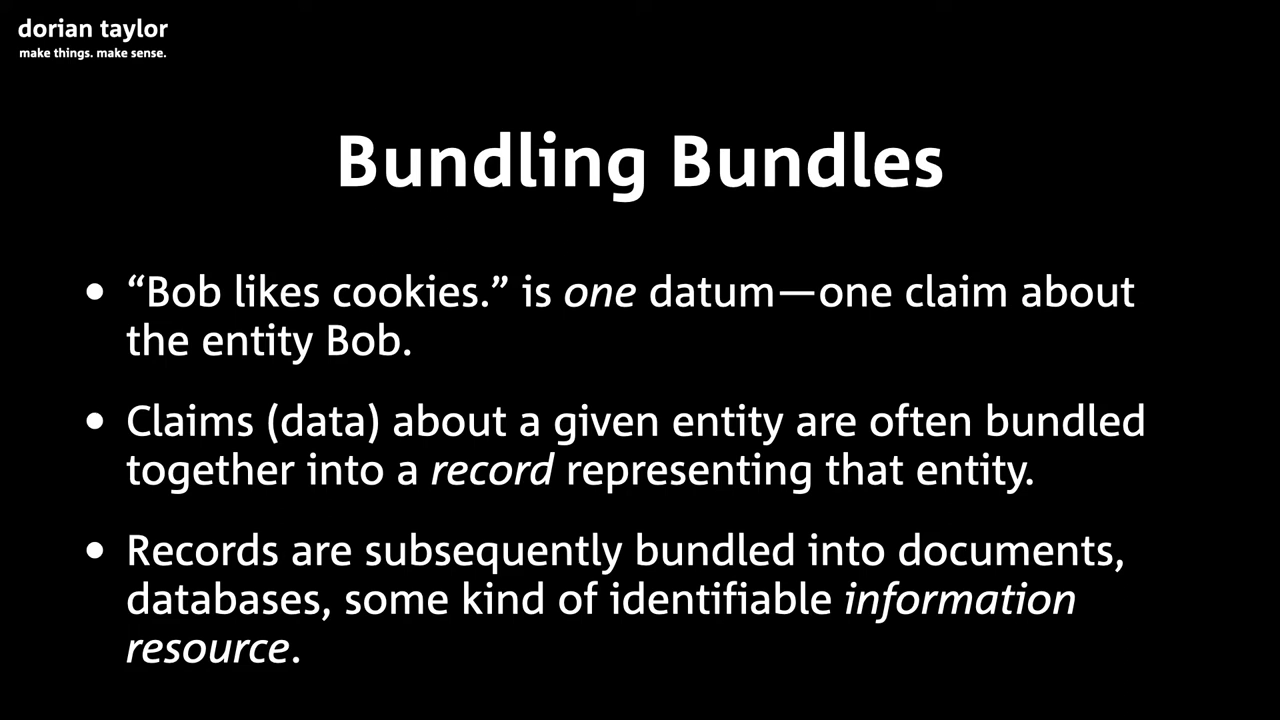 dorian taylor
make things. make sense.
Bundling Bundles
• “Bob likes cookies.” is one datum—one claim about
the entity Bob.
• Claims (data) about a given entity are often bundled
together into a record representing that entity.
• Records are subsequently bundled into documents,
databases, some kind of identifiable information
resource.